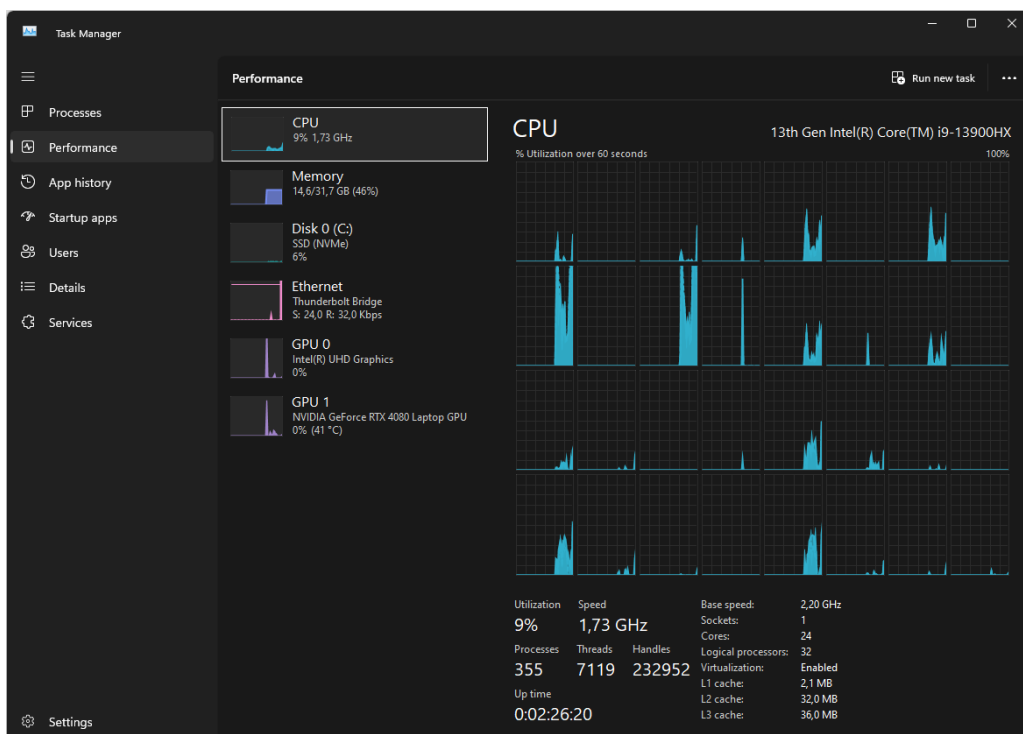 Task Manager
Performance
Run new task
Processes
Performance
App history
Startup apps
Users
Details
Services
Settings
CPU
9% 1,73 GHz
Memory
14,6/31,7 GB (46%)
Disk 0 (C:)
SSD (NVMe)
6%
Ethernet
Thunderbolt Bridge
S: 24,0 R: 32,0 Kbps
GPU 0
Intel(R) UHD Graphics
0%
GPU 1
NVIDIA GeForce RTX 4080 Laptop GPU
0% (41 °C)
CPU
13th Gen Intel(R) Core(TM) i9-13900HX
% Utilization over 60 seconds
100%
Utilization Speed
9% 1,73 GHz
Processes Threads Handles
355 7119 232952
Up time
0:02:26:20
Base speed: 2,20 GHz
Sockets: 1
Cores: 24
Logical processors: 32
Virtualization: Enabled
L1 cache: 2,1 MB
L2 cache: 32,0 MB
L3 cache: 36,0 MB